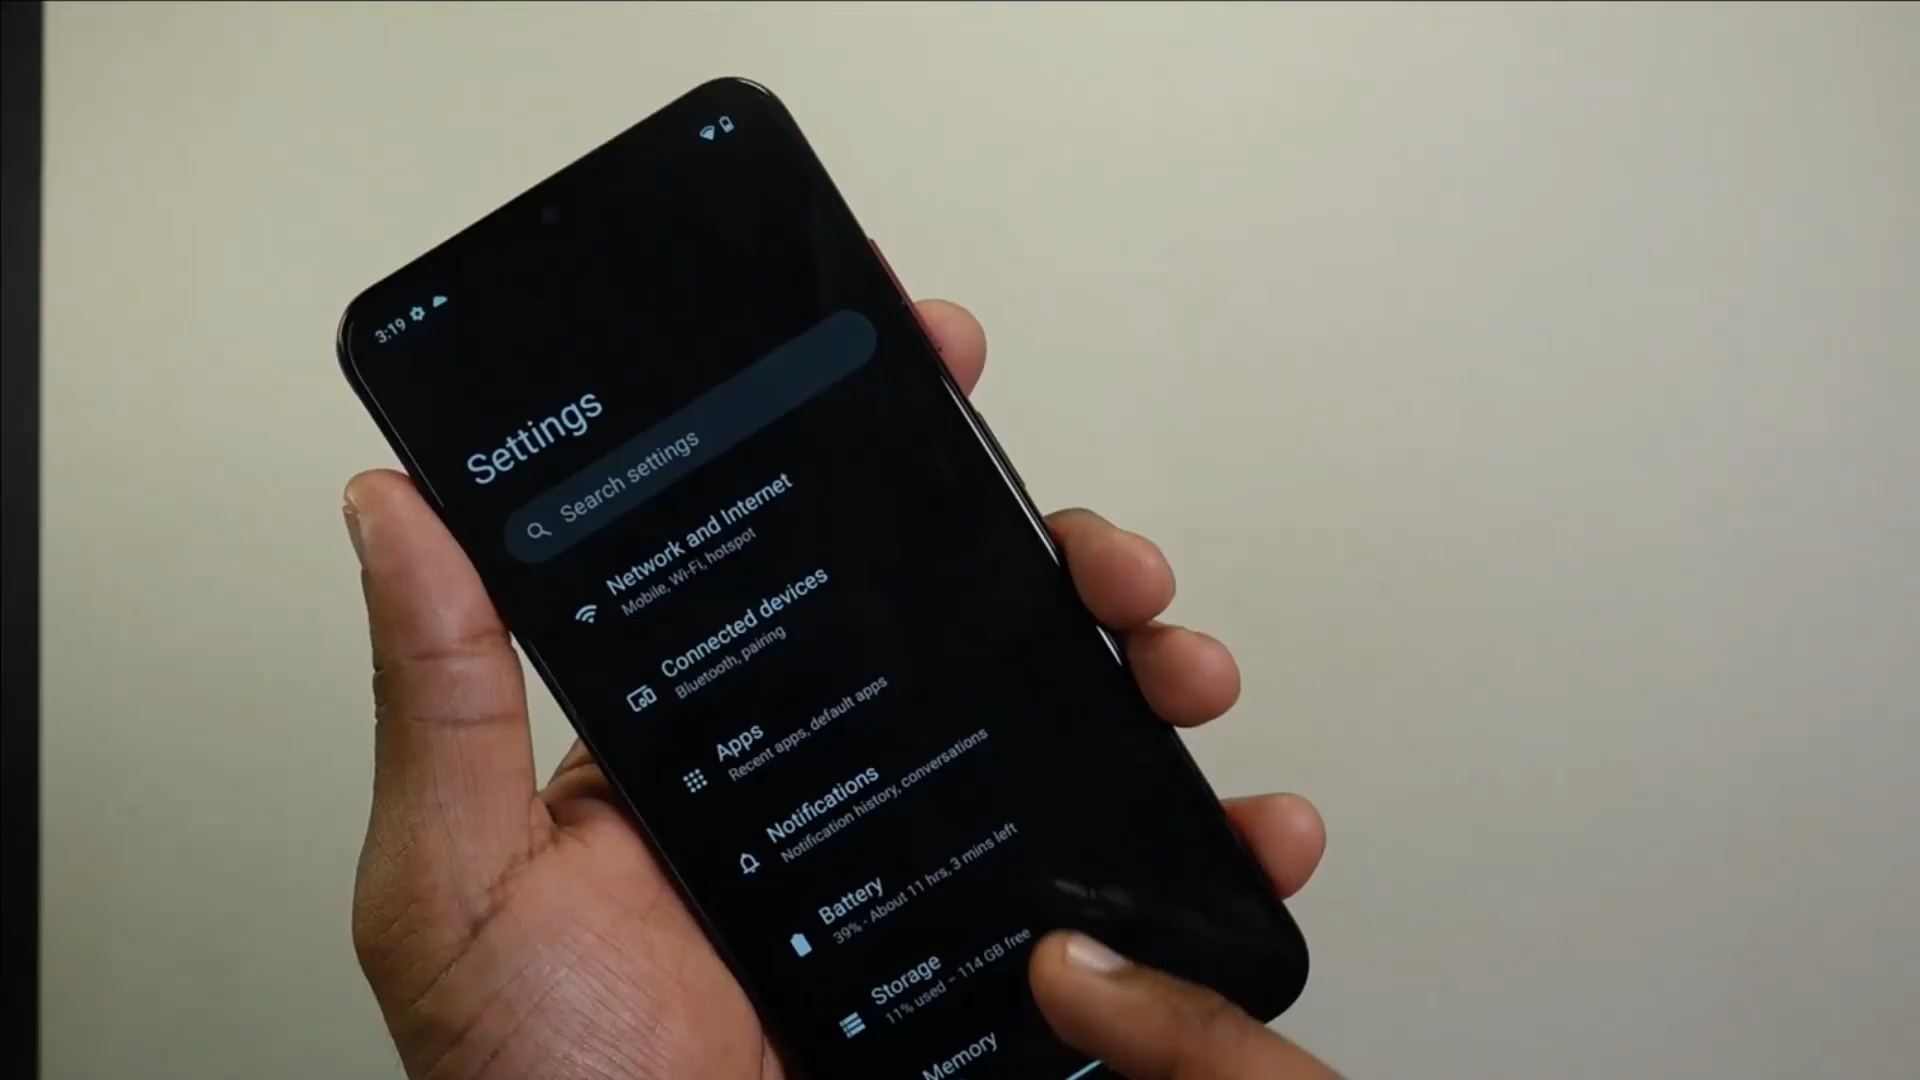 3:19
Settings
Search settings
Network and Internet
Mobile, Wi-Fi, hotspot
Connected devices
Bluetooth, pairing
Apps
Recent apps, default apps
Notifications
Notification history, conversations
Battery
39% - About 11 hrs, 3 mins left
Storage
11% used - 114 GB free
Memory